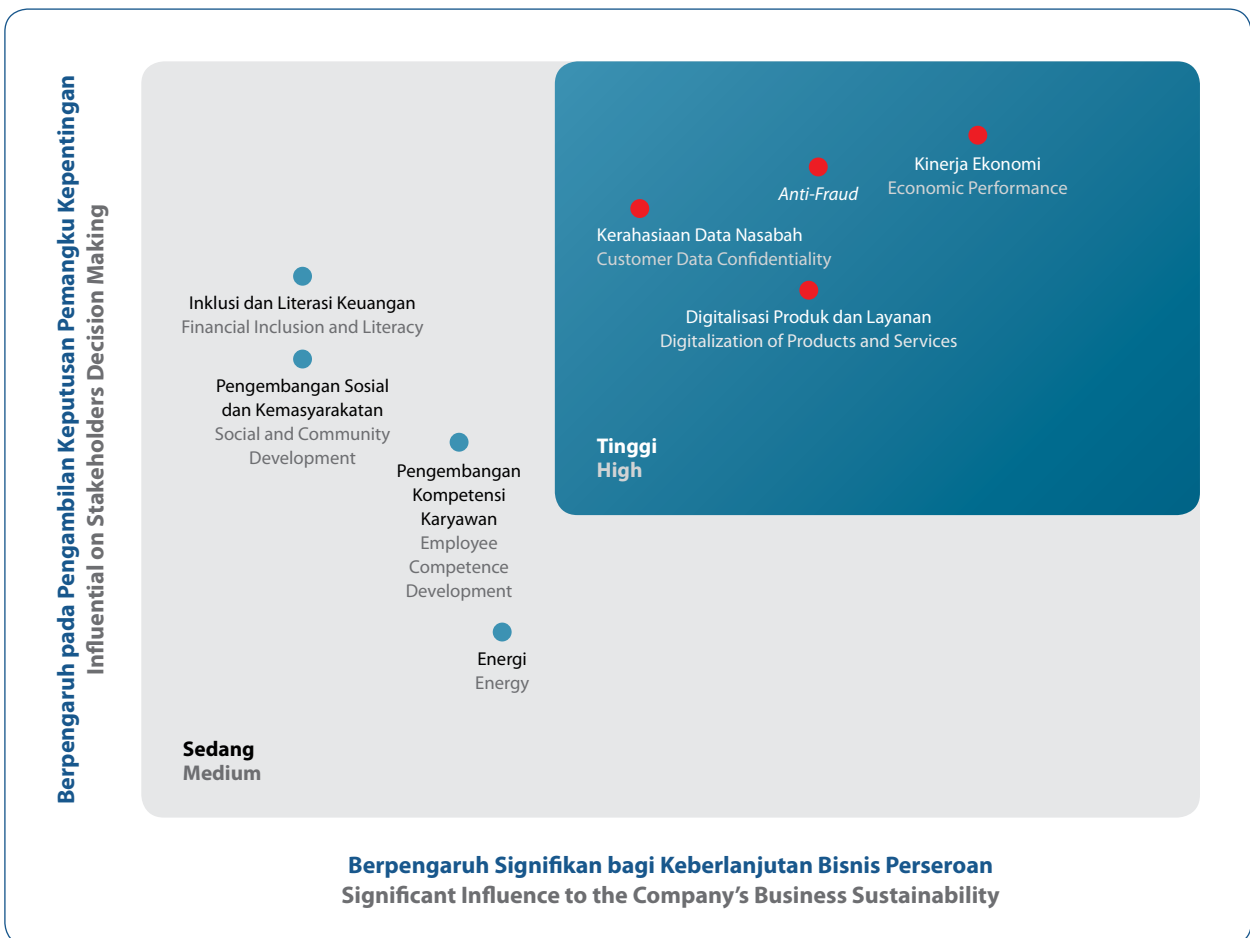 Berpengaruh pada Pengambilan Keputusan Pemangku Kepentingan
Influential on Stakeholders Decision Making
Kinerja Ekonomi
Economic Performance
Anti-Fraud
Kerahasiaan Data Nasabah
Customer Data Confidentiality
Inklusi dan Literasi Keuangan
Financial Inclusion and Literacy
Digitalisasi Produk dan Layanan
Digitalization of Products and Services
Pengembangan Sosial
dan Kemasyarakatan
Social and Community
Development
Tinggi
High
Pengembangan
Kompetensi
Karyawan
Employee
Competence
Development
Energi
Energy
Sedang
Medium
Berpengaruh Signifikan bagi Keberlanjutan Bisnis Perseroan
Significant Influence to the Company's Business Sustainability